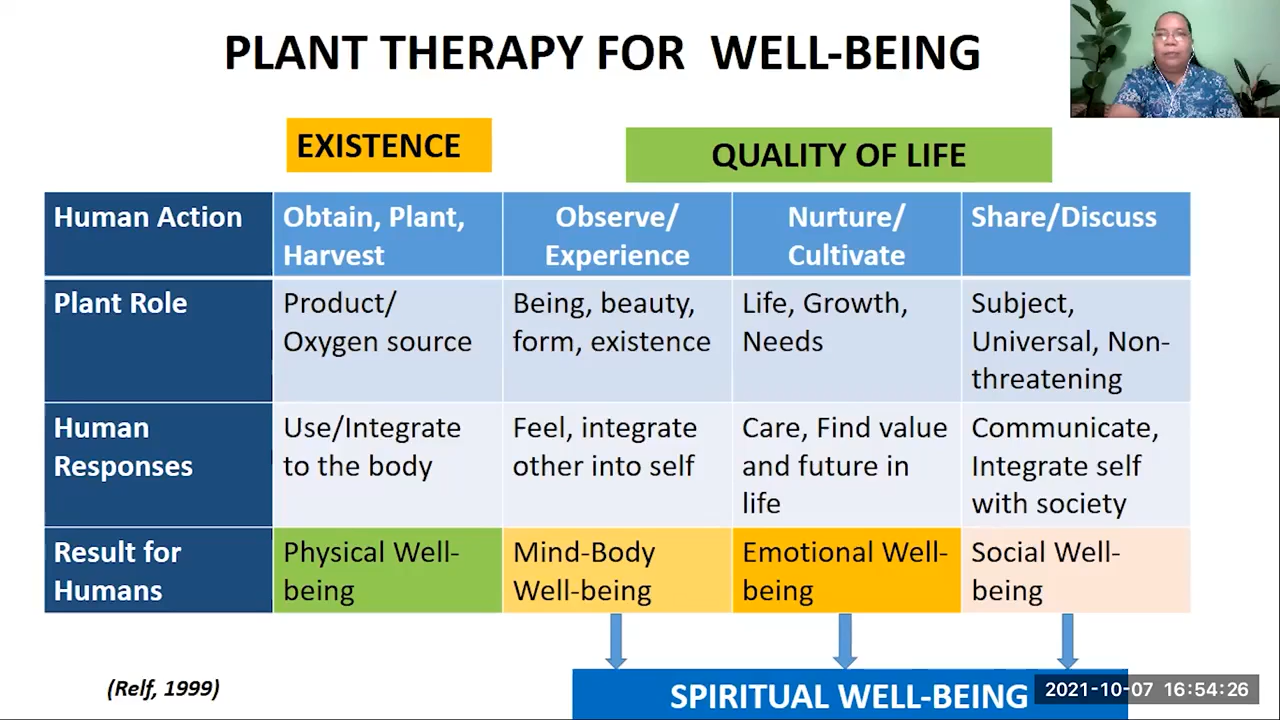 PLANT THERAPY FOR WELL-BEING
EXISTENCE
QUALITY OF LIFE
Human Action
Obtain, Plant,
Harvest
Observe/
Experience
Nurture/
Cultivate
Share/Discuss
Plant Role
Product/
Oxygen source
Being, beauty,
form, existence
Life, Growth,
Needs
Subject,
Universal, Non-
threatening
Human
Responses
Use/Integrate
to the body
Feel, integrate
other into self
Care, Find value
and future in
life
Communicate,
Integrate self
with society
Result for
Humans
Physical Well-
being
Mind-Body
Well-being
Emotional Well-
being
Social Well-
being
(Relf, 1999)
SPIRITUAL WELL-BEING
2021-10-07 16:54:26